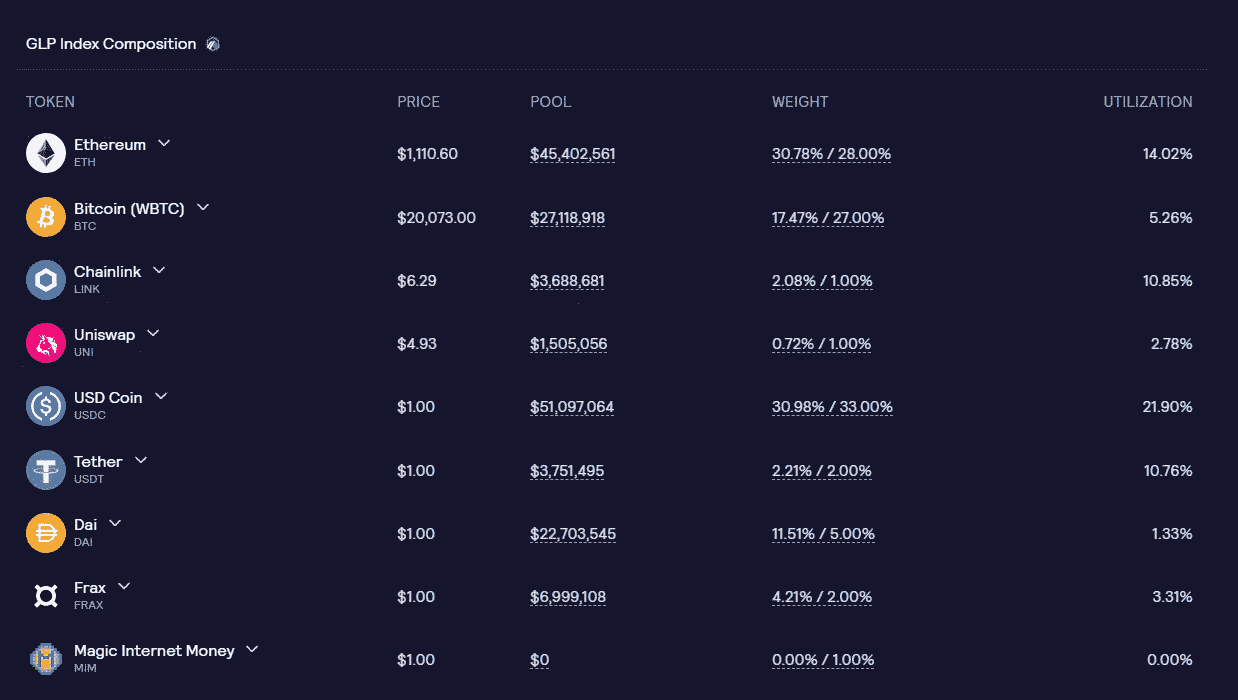 GLP Index Composition
TOKEN PRICE POOL WEIGHT UTILIZATION
Ethereum
ETH
$1,110.60 $45,402,561 30.78% / 28.00% 14.02%
Bitcoin (WBTC)
BTC
$20,073.00 $27,118,918 17.47% / 27.00% 5.26%
Chainlink
LINK
$6.29 $3,688,681 2.08% / 1.00% 10.85%
Uniswap
UNI
$4.93 $1,505,056 0.72% / 1.00% 2.78%
USD Coin
USDC
$1.00 $51,097,064 30.98% / 33.00% 21.90%
Tether
USDT
$1.00 $3,751,495 2.21% / 2.00% 10.76%
Dai
DAI
$1.00 $22,703,545 11.51% / 5.00% 1.33%
Frax
FRAX
$1.00 $6,999,108 4.21% / 2.00% 3.31%
Magic Internet Money
MIM
$1.00 $0 0.00% / 1.00% 0.00%